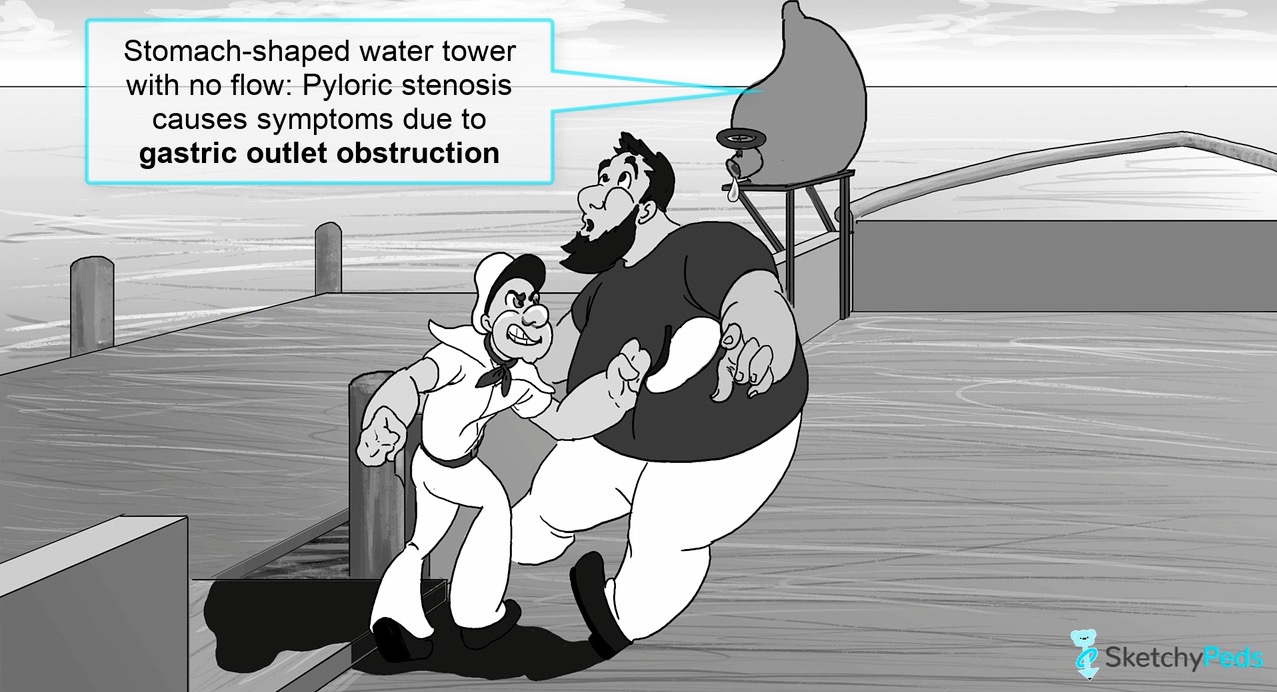 Stomach-shaped water tower
with no flow: Pyloric stenosis
causes symptoms due to
gastric outlet obstruction
SketchyPeds